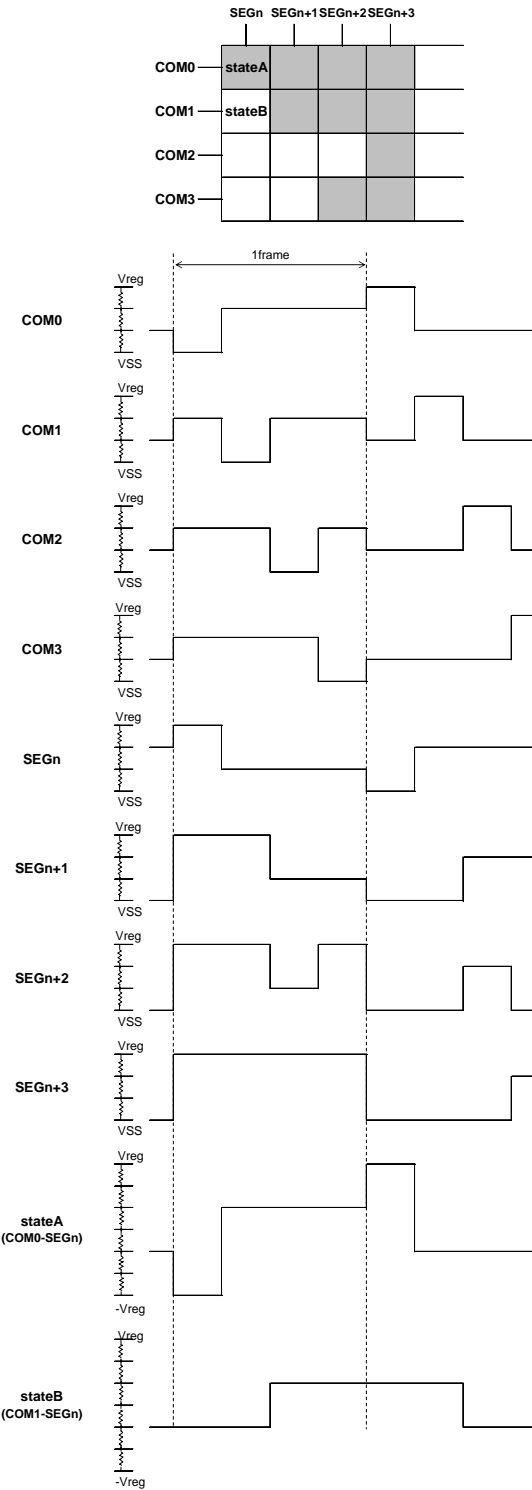 SEGn SEGn+1 SEGn+2 SEGn+3
COM0 stateA
COM1 stateB
COM2
COM3
1frame
Vreg
COM0
VSS
Vreg
COM1
VSS
Vreg
COM2
VSS
Vreg
COM3
VSS
Vreg
SEGn
VSS
Vreg
SEGn+1
VSS
Vreg
SEGn+2
VSS
Vreg
SEGn+3
VSS
Vreg
stateA
(COM0-SEGn)
-Vreg
Vreg
stateB
(COM1-SEGn)
-Vreg